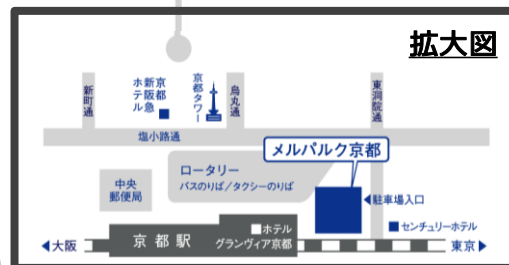 拡大図
新町通
京都
新阪急
ホテル
京都タワー
烏丸通
東洞院通
塩小路通
メルパルク京都
ロータリー
バスのりば/タクシーのりば
中央
郵便局
◀駐車場入口
センチュリーホテル
ホテル
グランヴィア京都
京都駅
◀大阪
東京▶